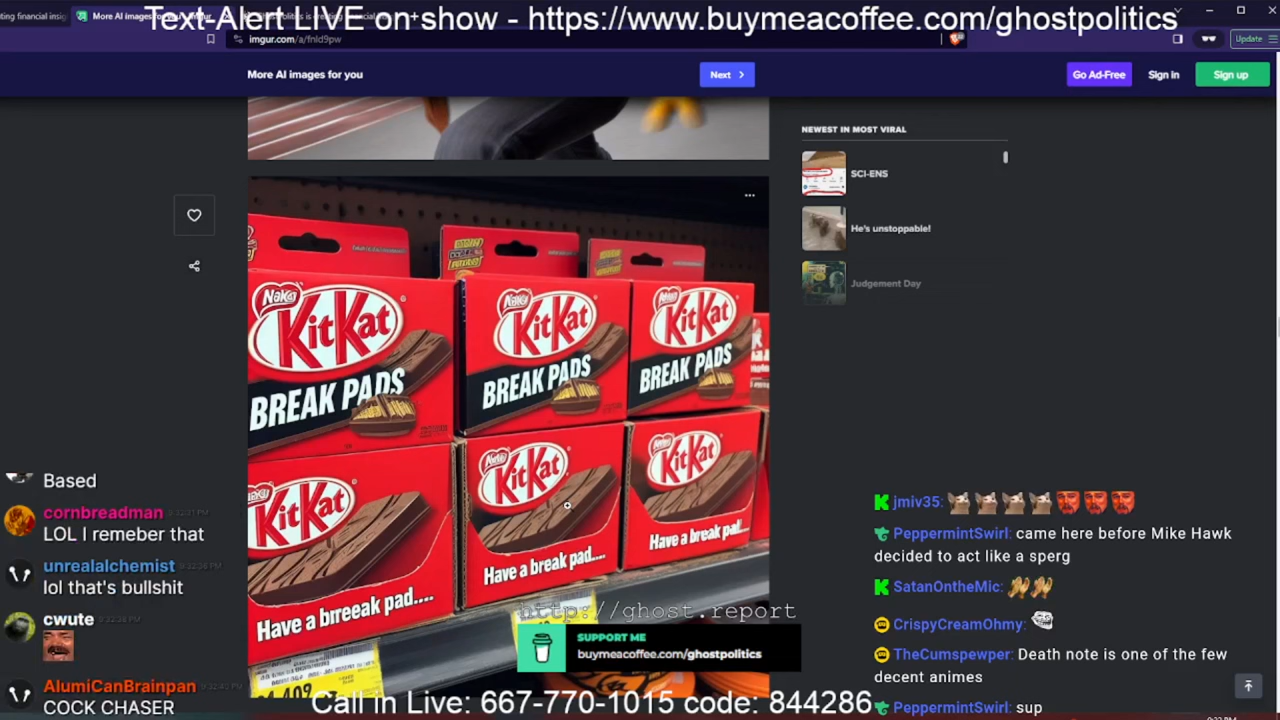 Text-Alert LIVE on-show - https://www.buymeacoffee.com/ghostpolitics
imgur.com/a/fnId9pw
Update
More AI images for you
Next
Go Ad-Free
Sign in
Sign up
NEWEST IN MOST VIRAL
SCI-ENS
He's unstoppable!
Judgement Day
KitKat
BREAK PADS
KitKat
BREAK PADS
KitKat
BREAK PADS
KitKat
Have a brreeak pad....
KitKat
Have a break pad....
KitKat
Have a break pad....
Based
cornbreadman
LOL I remeber that
unrealalchemist
lol that's bullshit
cwute
AlumiCanBrainpan
COCK CHASER
jmiv35:
PeppermintSwirl: came here before Mike Hawk
decided to act like a sperg
SatanOntheMic:
CrispyCreamOhmy:
TheCumspewper: Death note is one of the few
decent animes
PeppermintSwirl: sup
http://ghost.report
SUPPORT ME
buymeacoffee.com/ghostpolitics
Call in Live: 667-770-1015 code: 844286